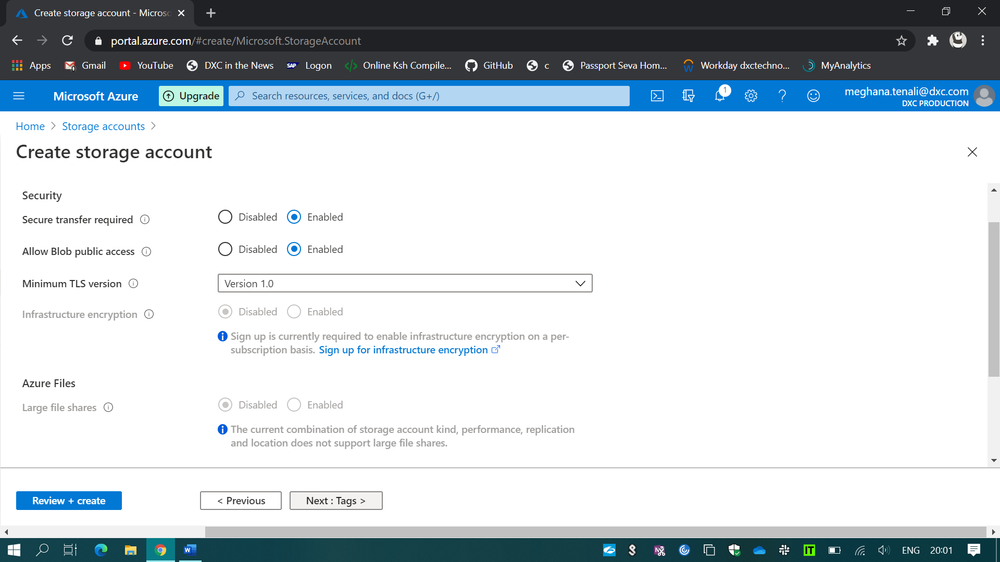 Create storage account - Microso
portal.azure.com/#create/Microsoft.StorageAccount
Apps Gmail YouTube DXC in the News SAP Logon Online Ksh Compile... GitHub c Passport Seva Hom... Workday dxctechno... MyAnalytics
Microsoft Azure Upgrade Search resources, services, and docs (G+/) 1 meghana.tenali@dxc.com
DXC PRODUCTION
Home > Storage accounts >
Create storage account
Security
Secure transfer required Disabled Enabled
Allow Blob public access Disabled Enabled
Minimum TLS version Version 1.0
Infrastructure encryption Disabled Enabled
Sign up is currently required to enable infrastructure encryption on a per-
subscription basis. Sign up for infrastructure encryption
Azure Files
Large file shares Disabled Enabled
The current combination of storage account kind, performance, replication
and location does not support large file shares.
Review + create < Previous Next : Tags >
ENG 20:01